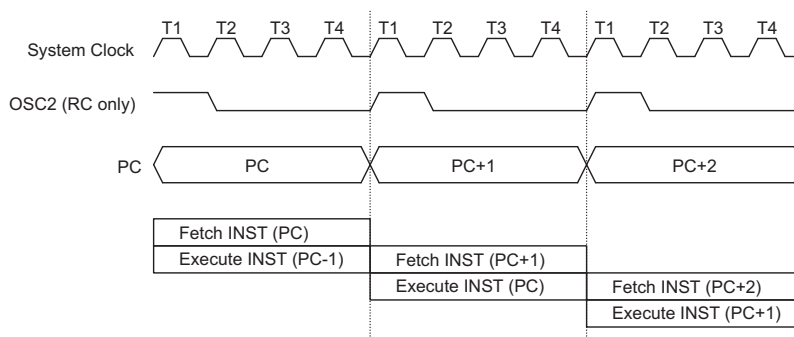 T1 T2 T3 T4 T1 T2 T3 T4 T1 T2 T3 T4
System Clock
OSC2 (RC only)
PC PC PC+1 PC+2
Fetch INST (PC)
Execute INST (PC-1) Fetch INST (PC+1)
Execute INST (PC) Fetch INST (PC+2)
Execute INST (PC+1)